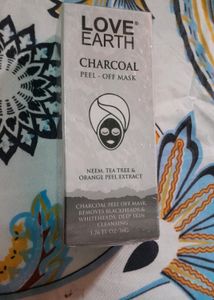 LOVE®
EARTH
CHARCOAL
PEEL - OFF MASK
NEEM, TEA TREE &
ORANGE PEEL EXTRACT
CHARCOAL PEEL OFF MASK,
REMOVES BLACKHEADS &
WHITEHEADS, DEEP SKIN
CLEANSING